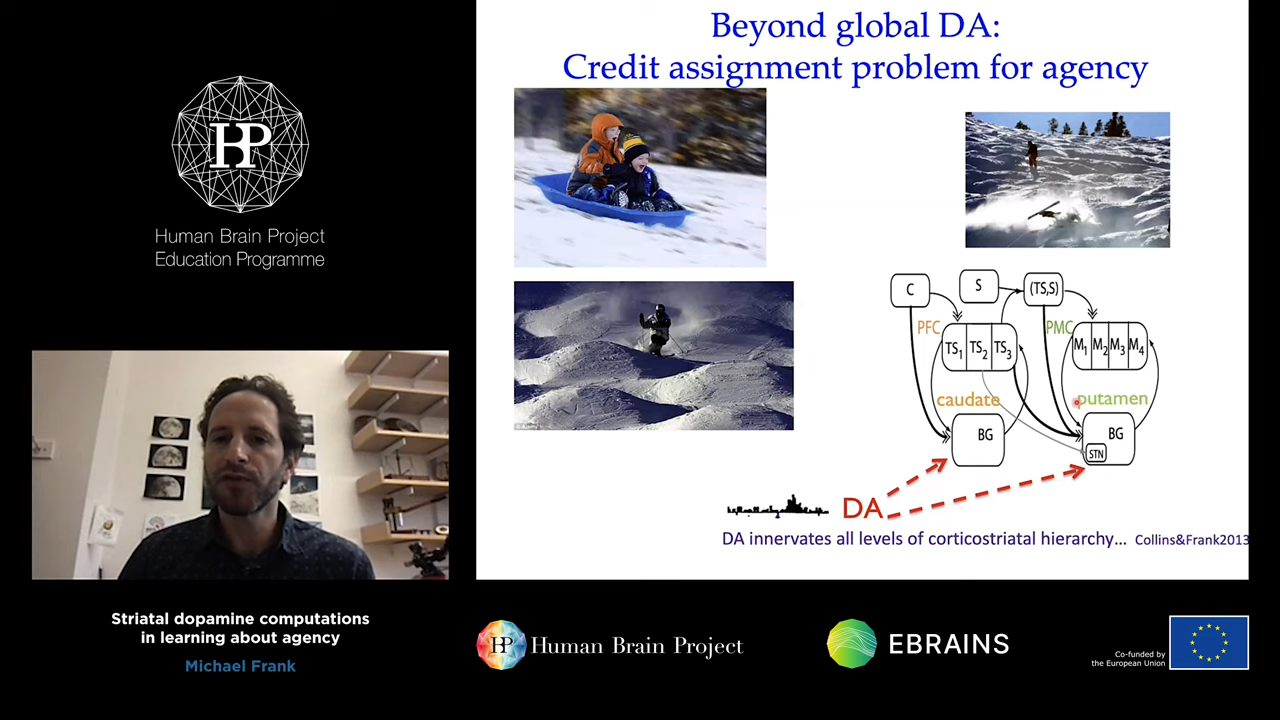 Beyond global DA:
Credit assignment problem for agency
HP
Human Brain Project
Education Programme
C
S
(TS,S)
PFC
PMC
TS1 TS2 TS3
M1 M2 M3 M4
caudate
putamen
BG
BG
STN
DA
DA innervates all levels of corticostriatal hierarchy... Collins&Frank2013
Striatal dopamine computations
in learning about agency
Michael Frank
HP Human Brain Project
EBRAINS
Co-funded by
the European Union